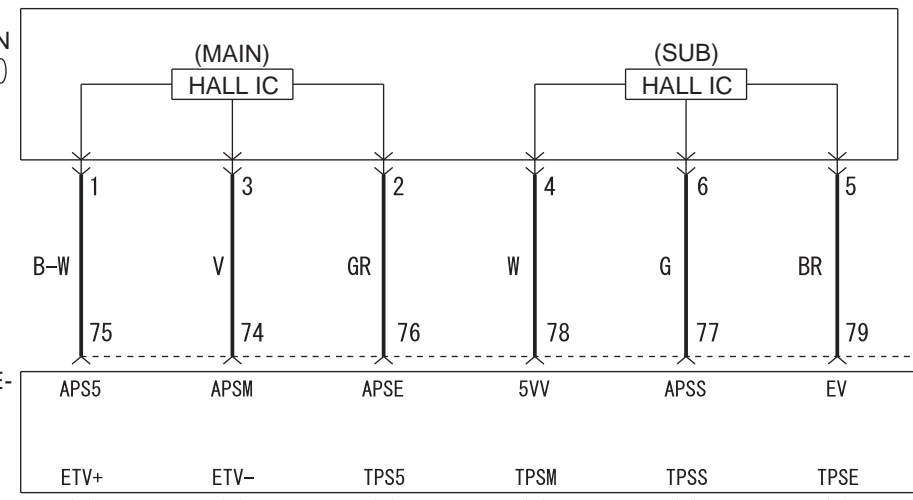 N
)
(MAIN) (SUB)
HALL IC HALL IC
1 3 2 4 6 5
B-W V GR W G BR
75 74 76 78 77 79
E-
APS5 APSM APSE 5VV APSS EV
ETV+ ETV- TPS5 TPSM TPSS TPSE